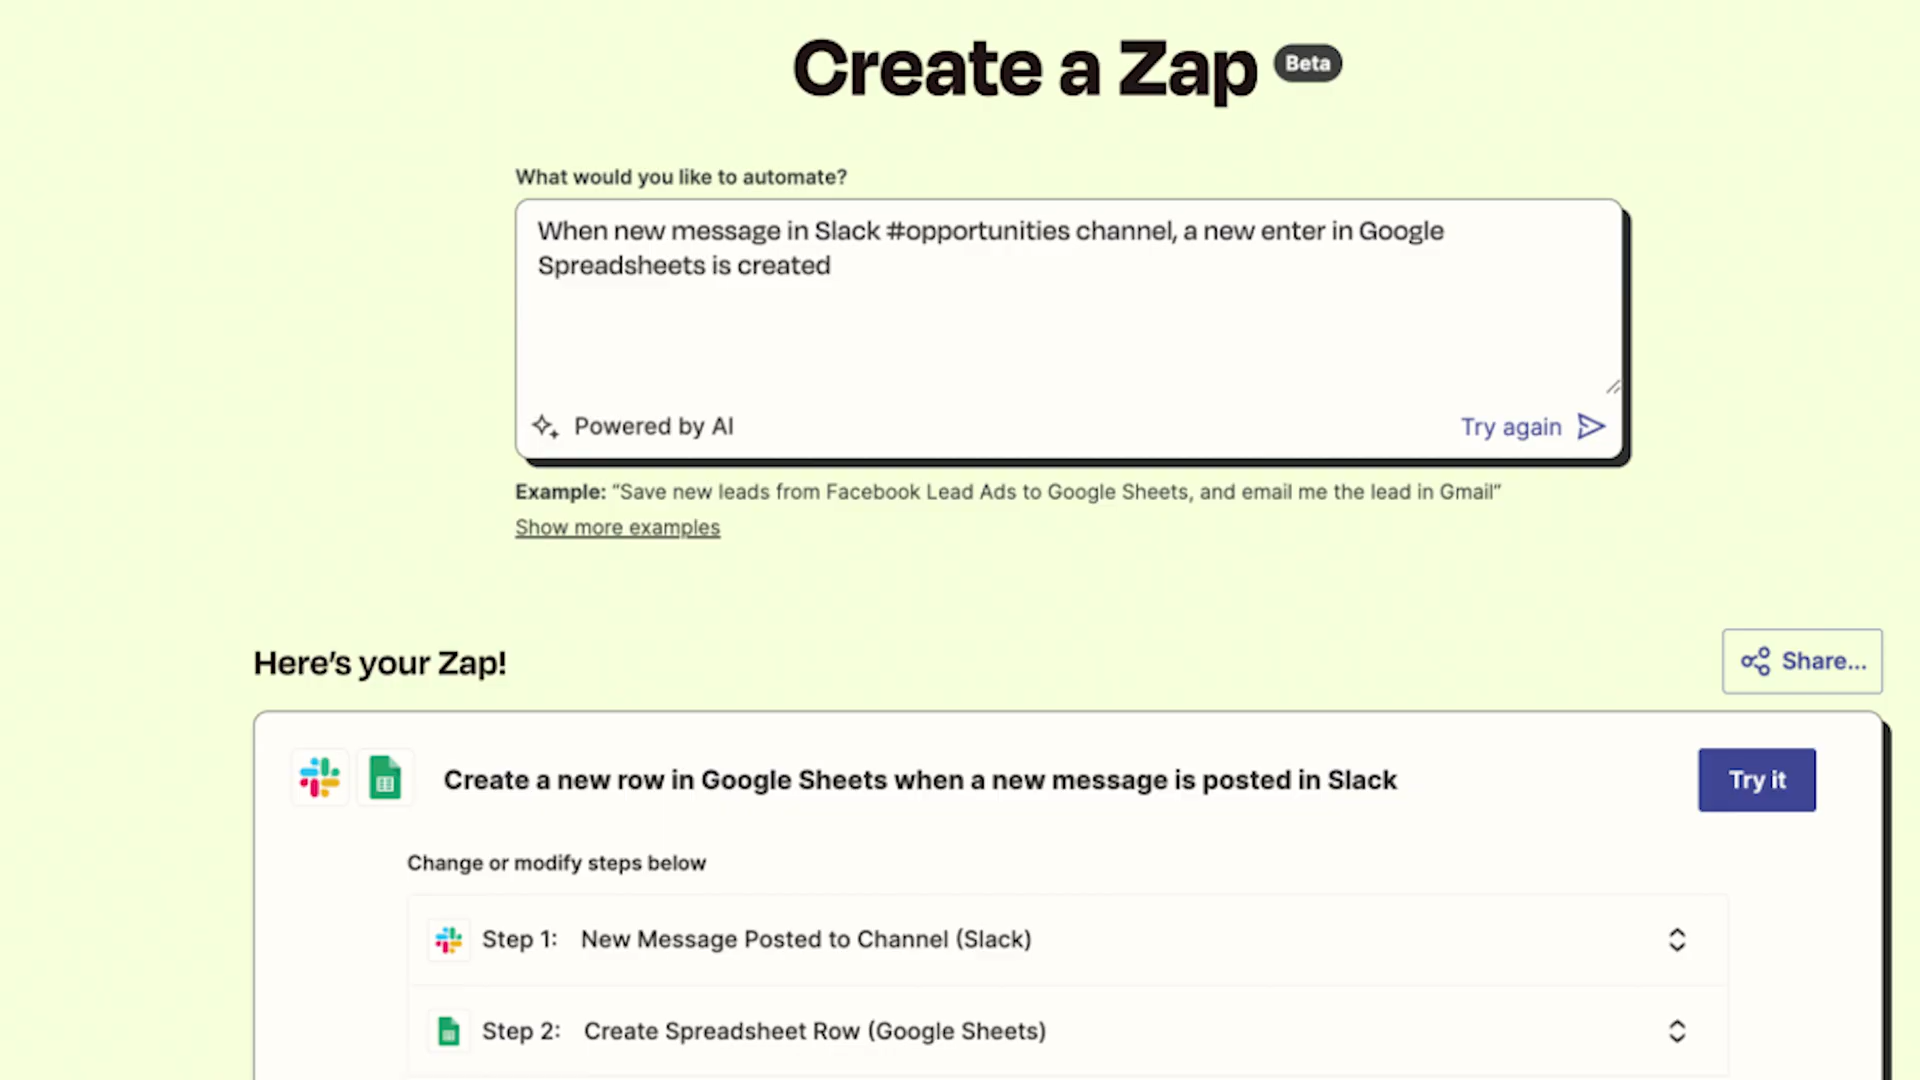 Create a Zap Beta
What would you like to automate?
When new message in Slack #opportunities channel, a new enter in Google
Spreadsheets is created
Powered by AI
Try again
Example: “Save new leads from Facebook Lead Ads to Google Sheets, and email me the lead in Gmail”
Show more examples
Here’s your Zap!
Share...
Create a new row in Google Sheets when a new message is posted in Slack
Try it
Change or modify steps below
Step 1: New Message Posted to Channel (Slack)
Step 2: Create Spreadsheet Row (Google Sheets)